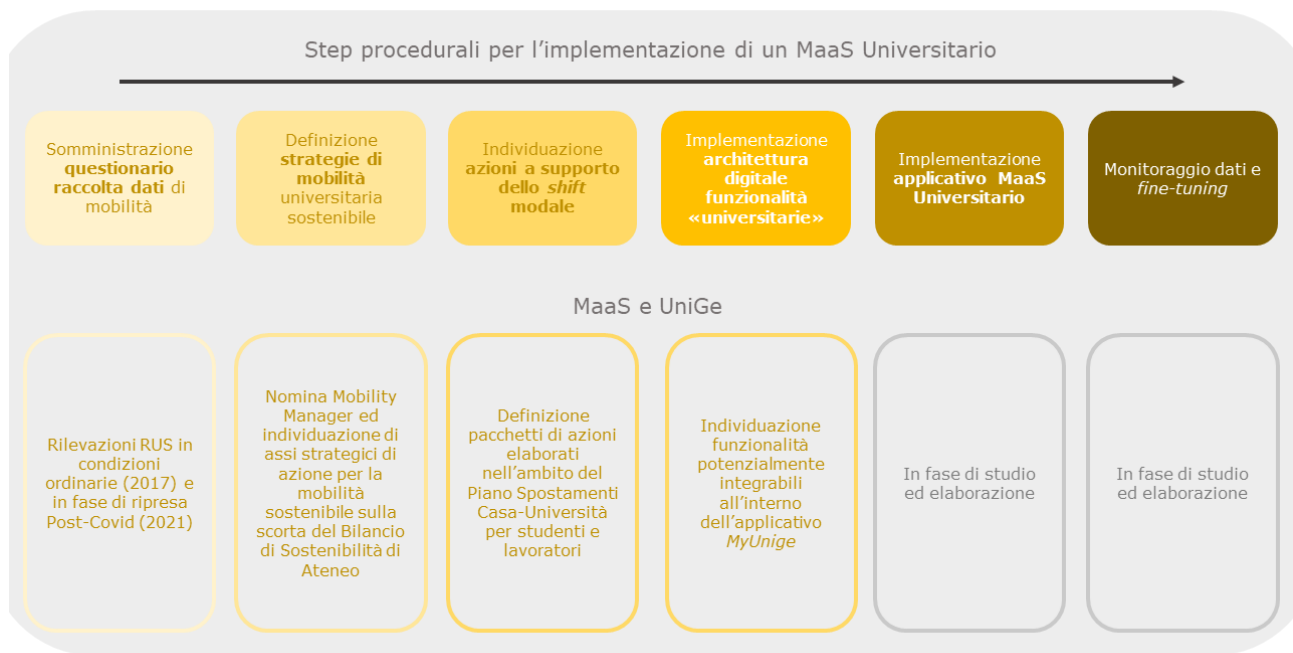 Step procedurali per l'implementazione di un MaaS Universitario
Somministrazione
questionario
raccolta dati di
mobilità
Definizione
strategie di
mobilità
universitaria
sostenibile
Individuazione
azioni a supporto
dello shift
modale
Implementazione
architettura
digitale
funzionalità
«universitarie»
Implementazione
applicativo MaaS
Universitario
Monitoraggio dati e
fine-tuning
MaaS e UniGe
Rilevazioni RUS in
condizioni
ordinarie (2017) e
in fase di ripresa
Post-Covid (2021)
Nomina Mobility
Manager ed
individuazione di
assi strategici di
azione per la
mobilità
sostenibile sulla
scorta del Bilancio
di Sostenibilità di
Ateneo
Definizione
pacchetti di azioni
elaborati
nell'ambito del
Piano Spostamenti
Casa-Università
per studenti e
lavoratori
Individuazione
funzionalità
potenzialmente
integrabili
all'interno
dell'applicativo
MyUnige
In fase di studio
ed elaborazione
In fase di studio
ed elaborazione